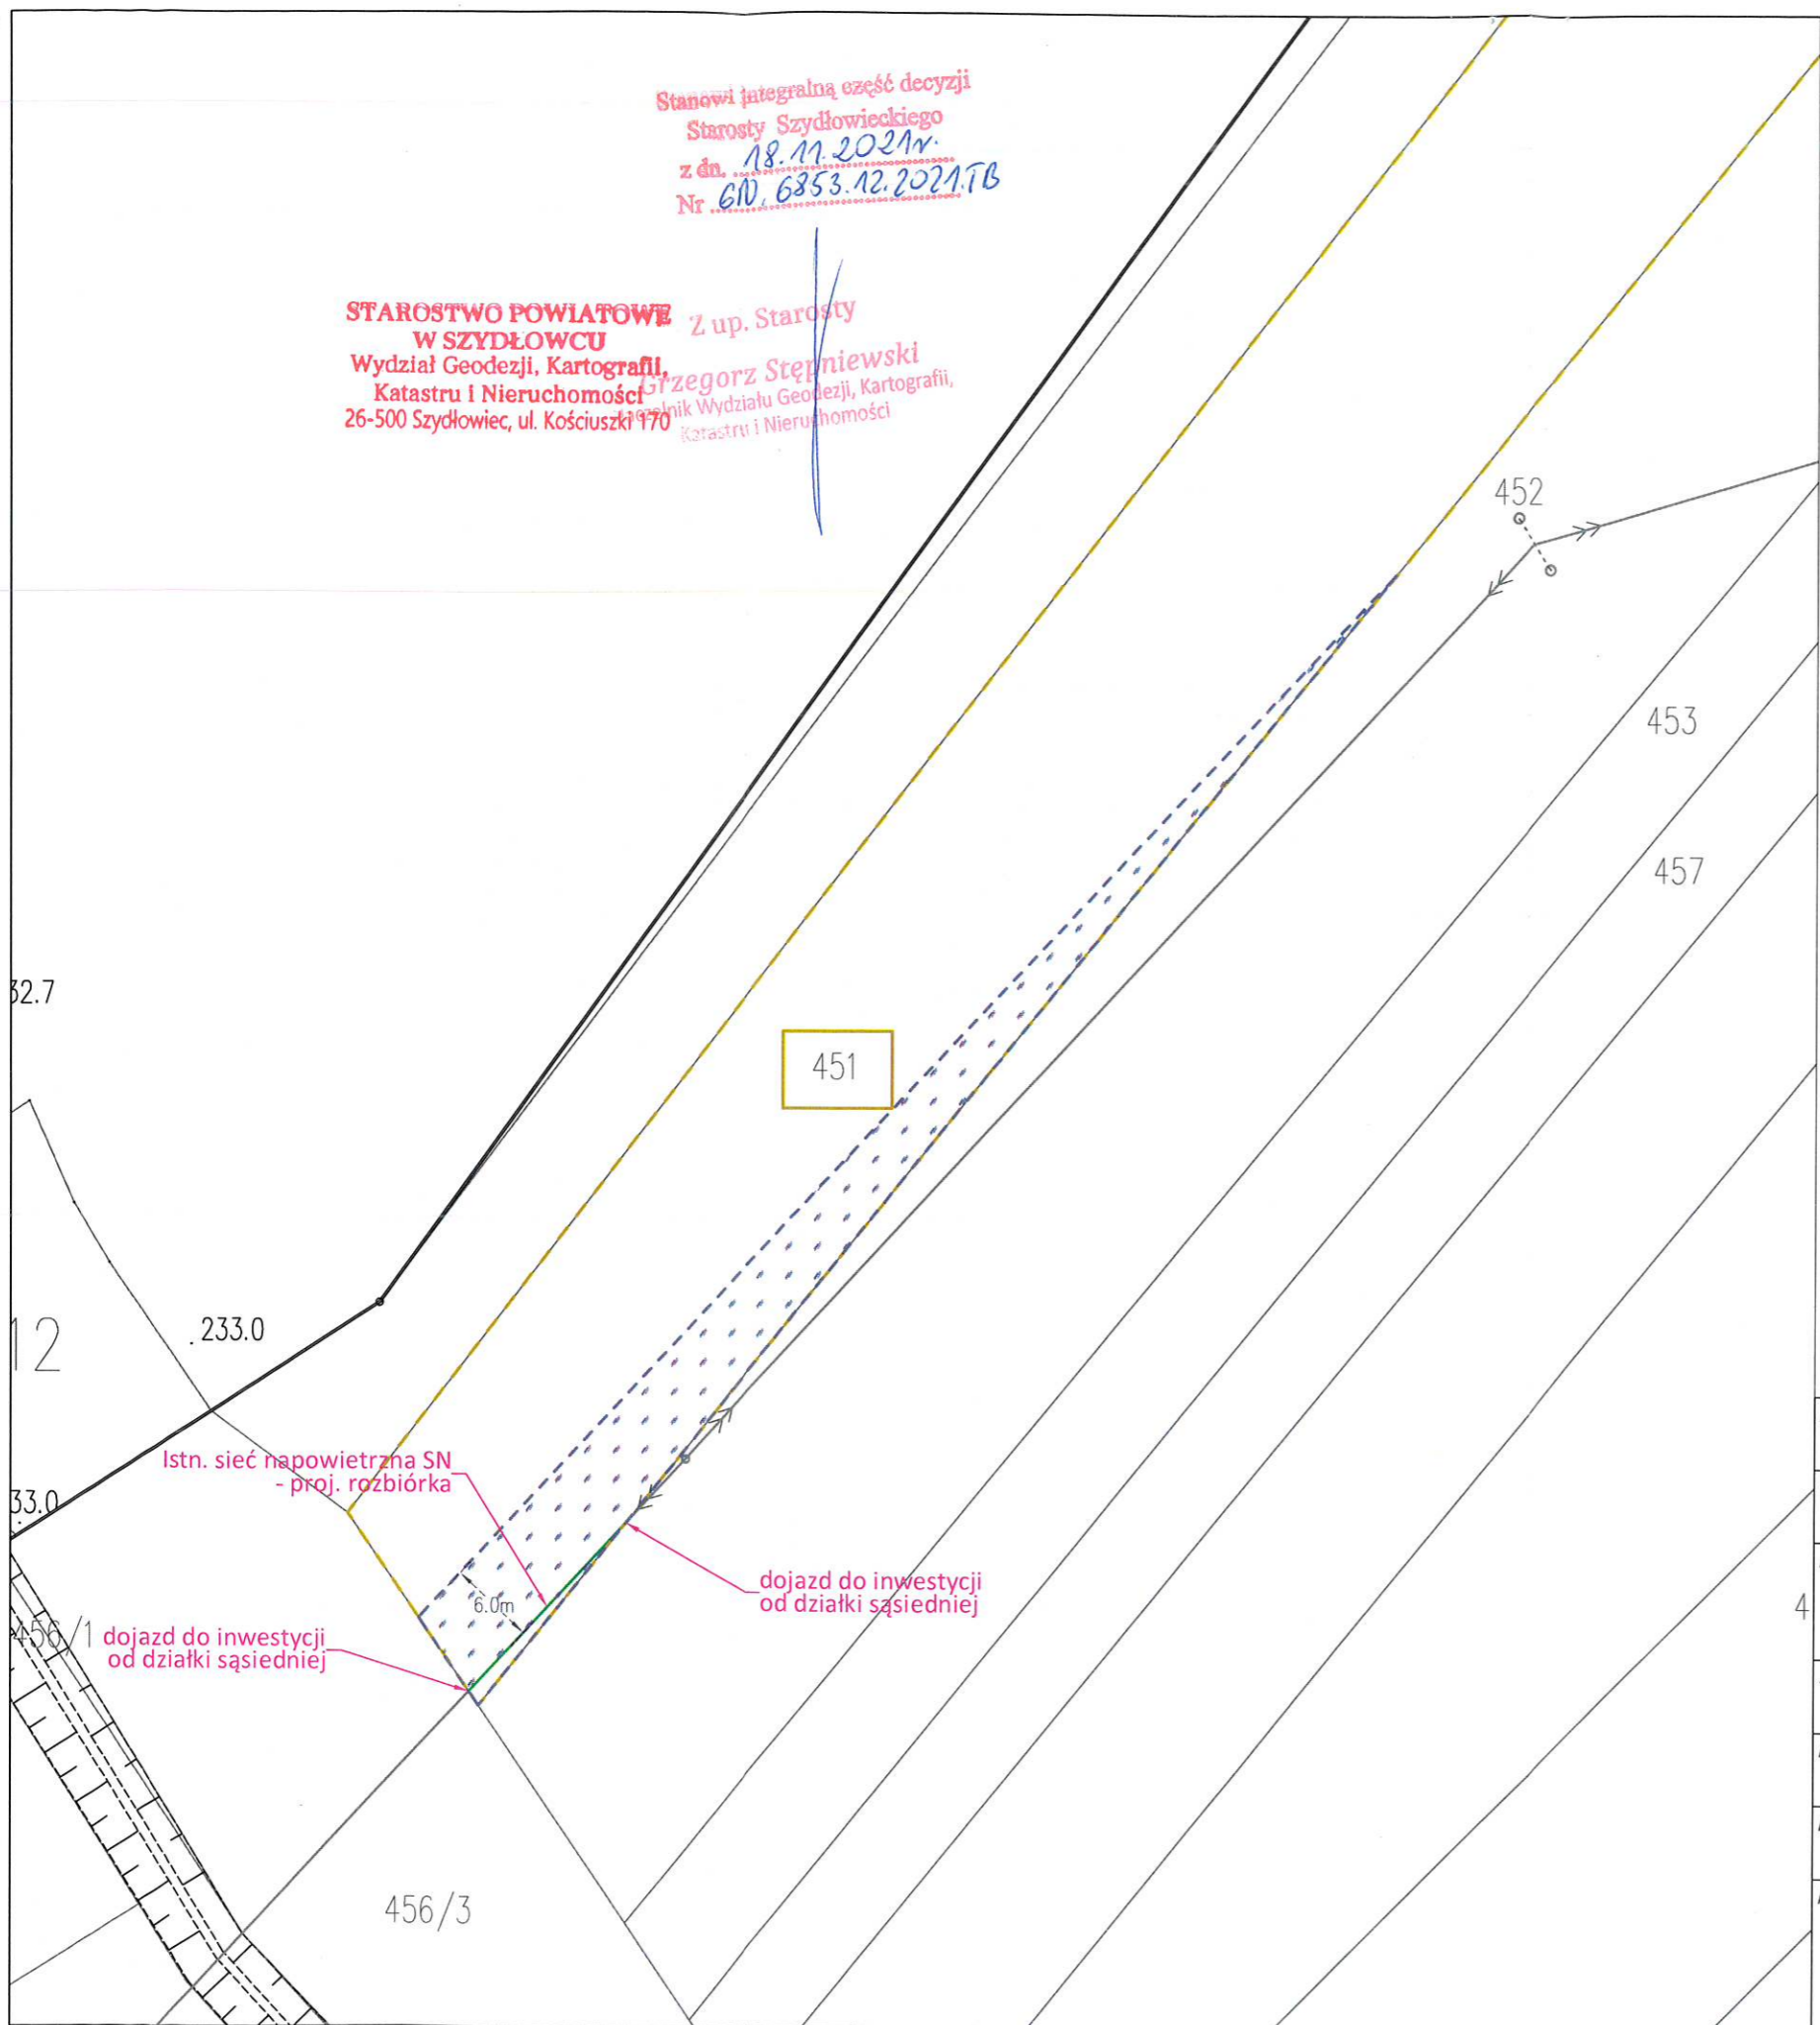 Stanowi integralną część decyzji
Starosty Szydłowieckiego
z dn. 18.11.2021r.
Nr GN.6853.12.2021.TB
STAROSTWO POWIATOWE
W SZYDŁOWCU
Wydział Geodezji, Kartografii,
Katastru i Nieruchomości
26-500 Szydłowiec, ul. Kościuszki 170
Z up. Starosty
Grzegorz Stępniewski
Naczelnik Wydziału Geodezji, Kartografii,
Katastru i Nieruchomości
452
453
457
32.7
451
12
.233.0
Istn. sieć napowietrzna SN
- proj. rozbiórka
33.0
dojazd do inwestycji
od działki sąsiedniej
6.0m
4
456/1
dojazd do inwestycji
od działki sąsiedniej
456/3